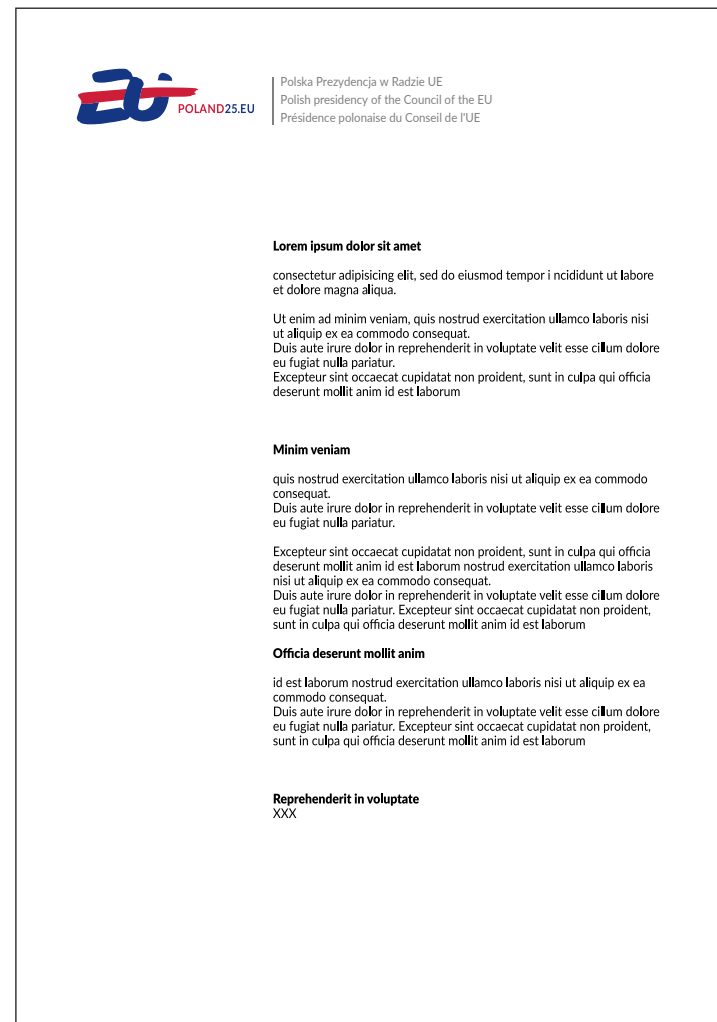 POLAND25.EU
Polska Prezydencja w Radzie UE
Polish presidency of the Council of the EU
Présidence polonaise du Conseil de l'UE
Lorem ipsum dolor sit amet
consectetur adipisicing elit, sed do eiusmod tempor i ncididunt ut labore
et dolore magna aliqua.
Ut enim ad minim veniam, quis nostrud exercitation ullamco laboris nisi
ut aliquip ex ea commodo consequat.
Duis aute irure dolor in reprehenderit in voluptate velit esse cillum dolore
eu fugiat nulla pariatur.
Excepteur sint occaecat cupidatat non proident, sunt in culpa qui officia
deserunt mollit anim id est laborum
Minim veniam
quis nostrud exercitation ullamco laboris nisi ut aliquip ex ea commodo
consequat.
Duis aute irure dolor in reprehenderit in voluptate velit esse cillum dolore
eu fugiat nulla pariatur.
Excepteur sint occaecat cupidatat non proident, sunt in culpa qui officia
deserunt mollit anim id est laborum nostrud exercitation ullamco laboris
nisi ut aliquip ex ea commodo consequat.
Duis aute irure dolor in reprehenderit in voluptate velit esse cillum dolore
eu fugiat nulla pariatur. Excepteur sint occaecat cupidatat non proident,
sunt in culpa qui officia deserunt mollit anim id est laborum
Officia deserunt mollit anim
id est laborum nostrud exercitation ullamco laboris nisi ut aliquip ex ea
commodo consequat.
Duis aute irure dolor in reprehenderit in voluptate velit esse cillum dolore
eu fugiat nulla pariatur. Excepteur sint occaecat cupidatat non proident,
sunt in culpa qui officia deserunt mollit anim id est laborum
Reprehenderit in voluptate
XXX